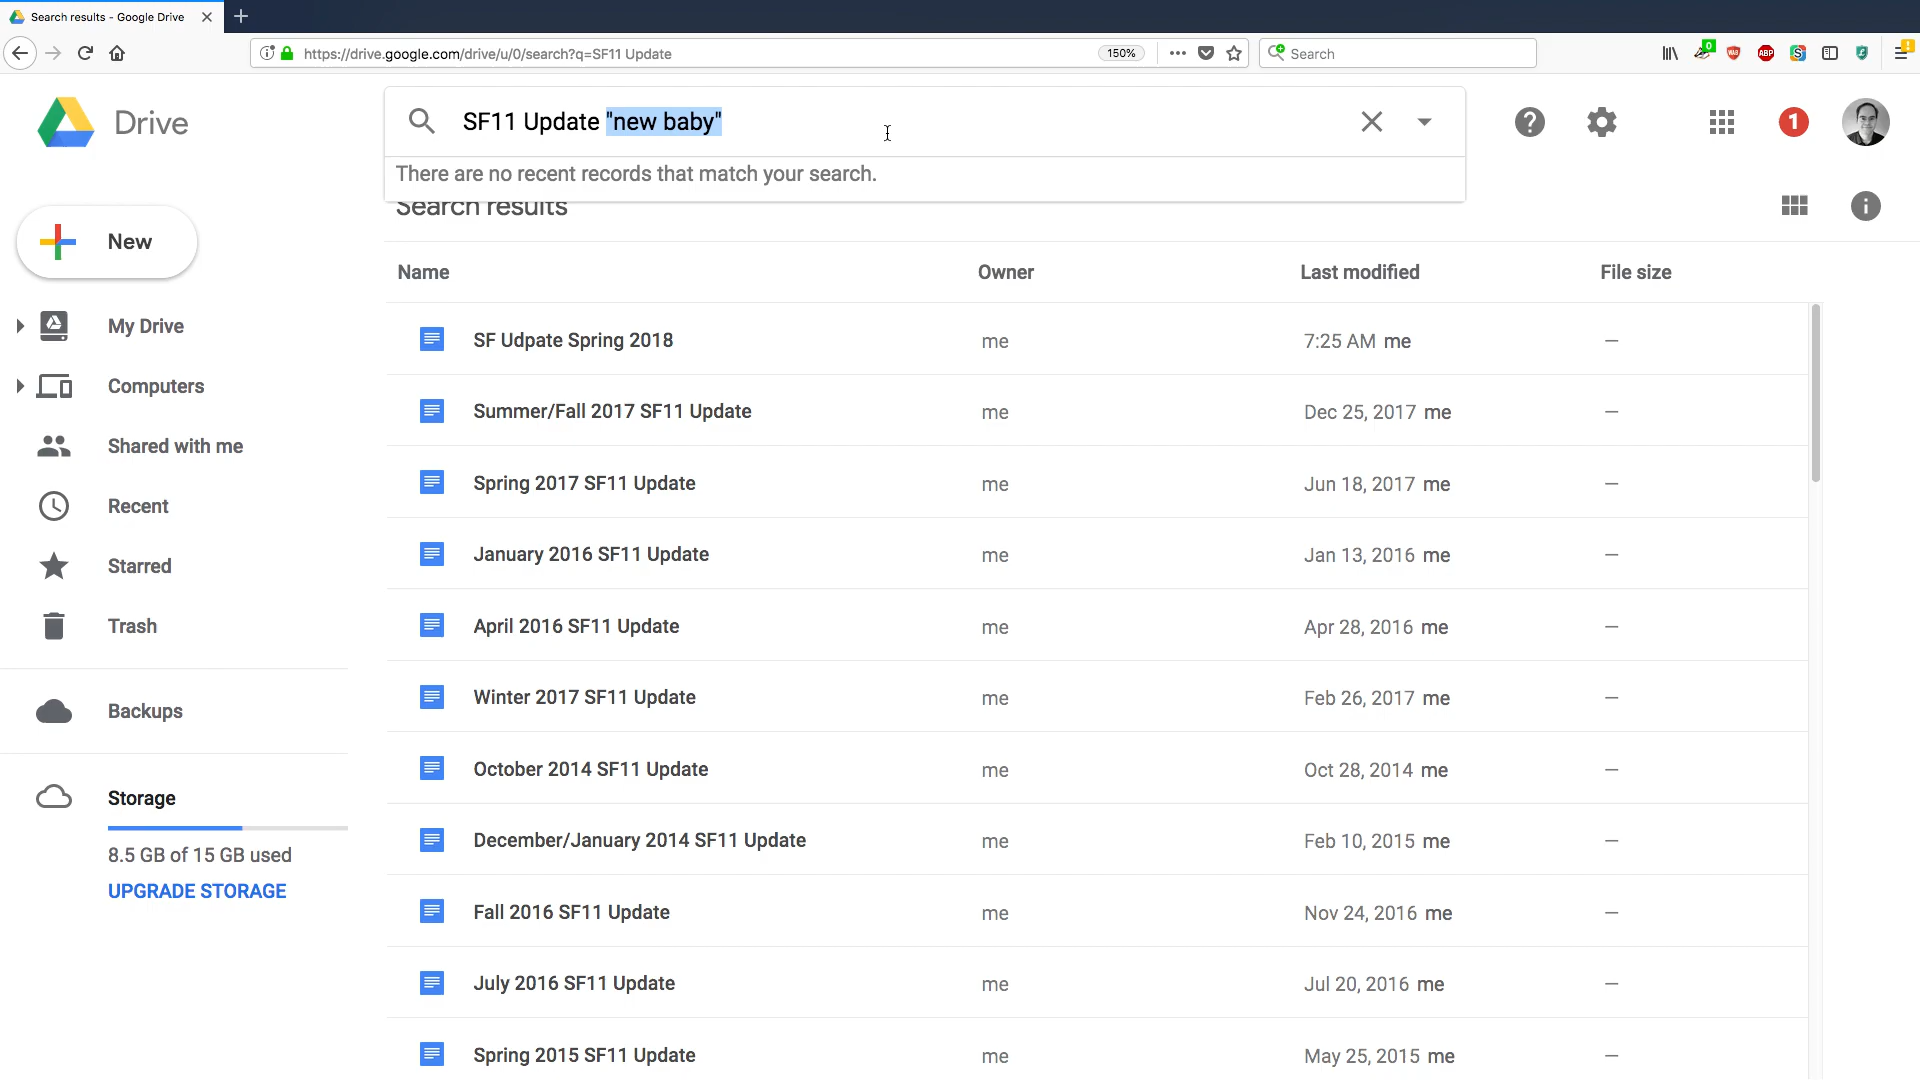 Search results - Google Drive
https://drive.google.com/drive/u/0/search?q=SF11 Update
150%
Search
0
ABP
S
Drive
SF11 Update "new baby"
1
There are no recent records that match your search.
Search results
New
Name Owner Last modified File size
My Drive
Computers
Shared with me
Recent
Starred
Trash
Backups
Storage
8.5 GB of 15 GB used
UPGRADE STORAGE
SF Udpate Spring 2018 me 7:25 AM me —
Summer/Fall 2017 SF11 Update me Dec 25, 2017 me —
Spring 2017 SF11 Update me Jun 18, 2017 me —
January 2016 SF11 Update me Jan 13, 2016 me —
April 2016 SF11 Update me Apr 28, 2016 me —
Winter 2017 SF11 Update me Feb 26, 2017 me —
October 2014 SF11 Update me Oct 28, 2014 me —
December/January 2014 SF11 Update me Feb 10, 2015 me —
Fall 2016 SF11 Update me Nov 24, 2016 me —
July 2016 SF11 Update me Jul 20, 2016 me —
Spring 2015 SF11 Update me May 25, 2015 me —